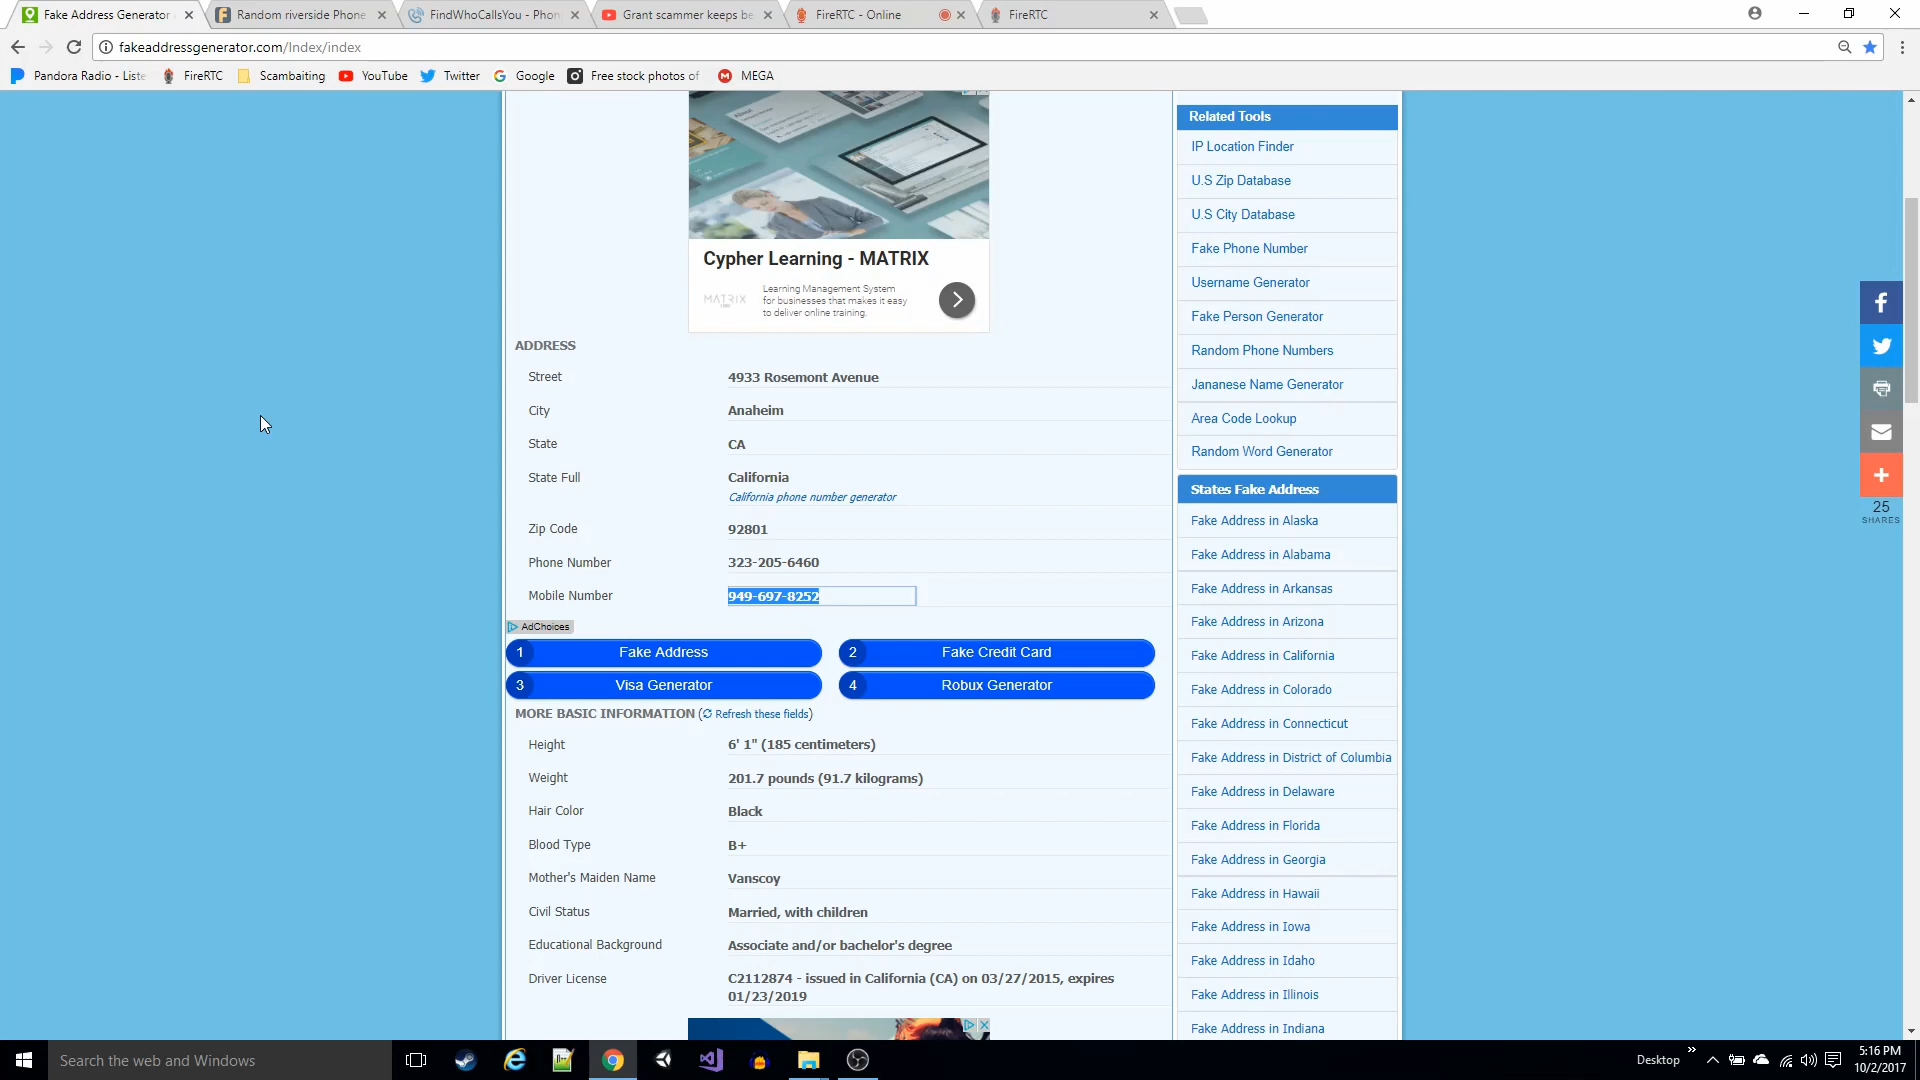 Fake Address Generator
Random riverside Phone
FindWhoCallsYou - Phon
Grant scammer keeps be
FireRTC - Online
FireRTC
fakeaddressgenerator.com/Index/index
Pandora Radio - Liste
FireRTC
Scambaiting
YouTube
Twitter
Google
Free stock photos of
MEGA
Cypher Learning - MATRIX
MATRIX
Learning Management System
for businesses that makes it easy
to deliver online training.
ADDRESS
Street 4933 Rosemont Avenue
City Anaheim
State CA
State Full California
California phone number generator
Zip Code 92801
Phone Number 323-205-6460
Mobile Number 949-697-8252
AdChoices
1 Fake Address
2 Fake Credit Card
3 Visa Generator
4 Robux Generator
MORE BASIC INFORMATION (Refresh these fields)
Height 6' 1" (185 centimeters)
Weight 201.7 pounds (91.7 kilograms)
Hair Color Black
Blood Type B+
Mother's Maiden Name Vanscoy
Civil Status Married, with children
Educational Background Associate and/or bachelor's degree
Driver License C2112874 - issued in California (CA) on 03/27/2015, expires
01/23/2019
Related Tools
IP Location Finder
U.S Zip Database
U.S City Database
Fake Phone Number
Username Generator
Fake Person Generator
Random Phone Numbers
Jananese Name Generator
Area Code Lookup
Random Word Generator
States Fake Address
Fake Address in Alaska
Fake Address in Alabama
Fake Address in Arkansas
Fake Address in Arizona
Fake Address in California
Fake Address in Colorado
Fake Address in Connecticut
Fake Address in District of Columbia
Fake Address in Delaware
Fake Address in Florida
Fake Address in Georgia
Fake Address in Hawaii
Fake Address in Iowa
Fake Address in Idaho
Fake Address in Illinois
Fake Address in Indiana
25
SHARES
Search the web and Windows
Desktop
5:16 PM
10/2/2017